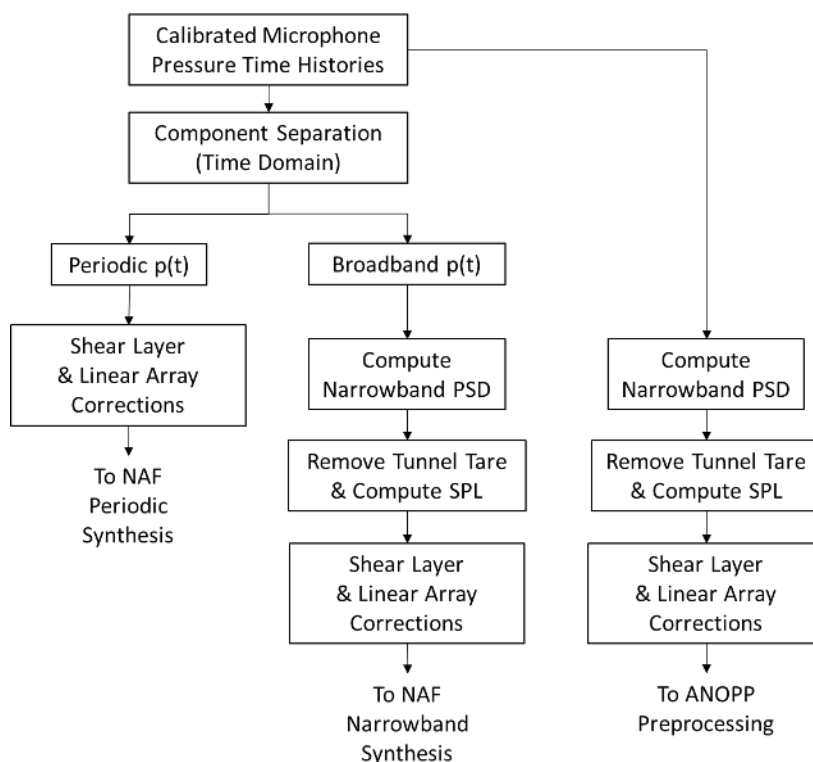 Calibrated Microphone
Pressure Time Histories
Component Separation
(Time Domain)
Periodic p(t)
Broadband p(t)
Shear Layer
& Linear Array
Corrections
Compute
Narrowband PSD
Compute
Narrowband PSD
To NAF
Periodic
Synthesis
Remove Tunnel Tare
& Compute SPL
Remove Tunnel Tare
& Compute SPL
Shear Layer
& Linear Array
Corrections
Shear Layer
& Linear Array
Corrections
To NAF
Narrowband
Synthesis
To ANOPP
Preprocessing